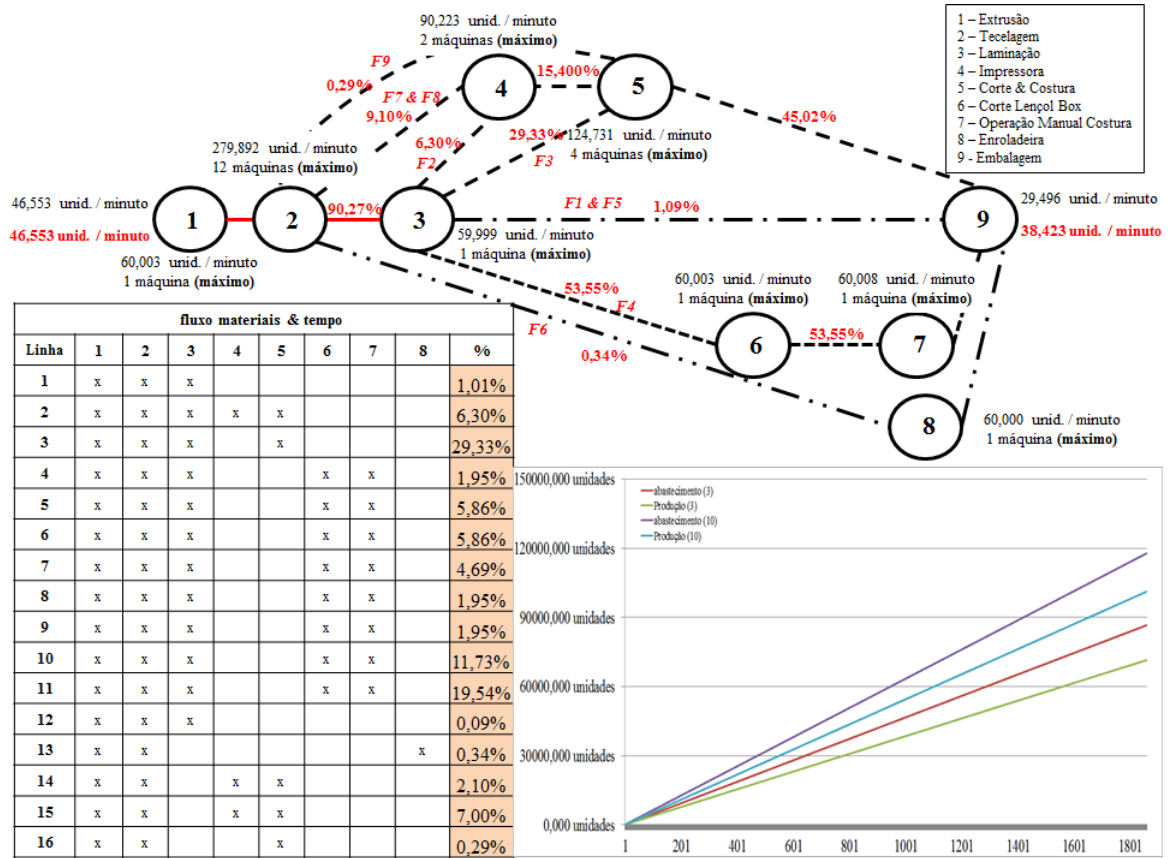 90,223 unid. / minuto
2 máquinas (máximo)
1 – Extrusão
2 – Tecelagem
3 – Laminação
4 – Impressora
5 – Corte & Costura
6 – Corte Lençol Box
7 – Operação Manual Costura
8 – Enroladeira
9 - Embalagem
F9
0,29%
4
15,400%
5
F7 & F8
9,10%
45,02%
6,30%
F2
29,33%
F3
124,731 unid. / minuto
4 máquinas (máximo)
279,892 unid. / minuto
12 máquinas (máximo)
46,553 unid. / minuto
46,553 unid. / minuto
1
2
90,27%
3
F1 & F5
1,09%
9
29,496 unid. / minuto
38,423 unid. / minuto
60,003 unid. / minuto
1 máquina (máximo)
59,999 unid. / minuto
1 máquina (máximo)
53,55%
F4
60,003 unid. / minuto
1 máquina (máximo)
60,008 unid. / minuto
1 máquina (máximo)
F6
0,34%
6
53,55%
7
8
60,000 unid. / minuto
1 máquina (máximo)
fluxo materiais & tempo
Linha 1 2 3 4 5 6 7 8 %
1 x x x 1,01%
2 x x x x x 6,30%
3 x x x x 29,33%
4 x x x x x 1,95%
5 x x x x x 5,86%
6 x x x x x 5,86%
7 x x x x x 4,69%
8 x x x x x 1,95%
9 x x x x x 1,95%
10 x x x x x 11,73%
11 x x x x x 19,54%
12 x x x 0,09%
13 x x x 0,34%
14 x x x x 2,10%
15 x x x x 7,00%
16 x x x 0,29%
150000,000 unidades
120000,000 unidades
90000,000 unidades
60000,000 unidades
30000,000 unidades
0,000 unidades
abastecimento (3)
Produção (3)
abastecimento (10)
Produção (10)
1 201 401 601 801 1001 1201 1401 1601 1801